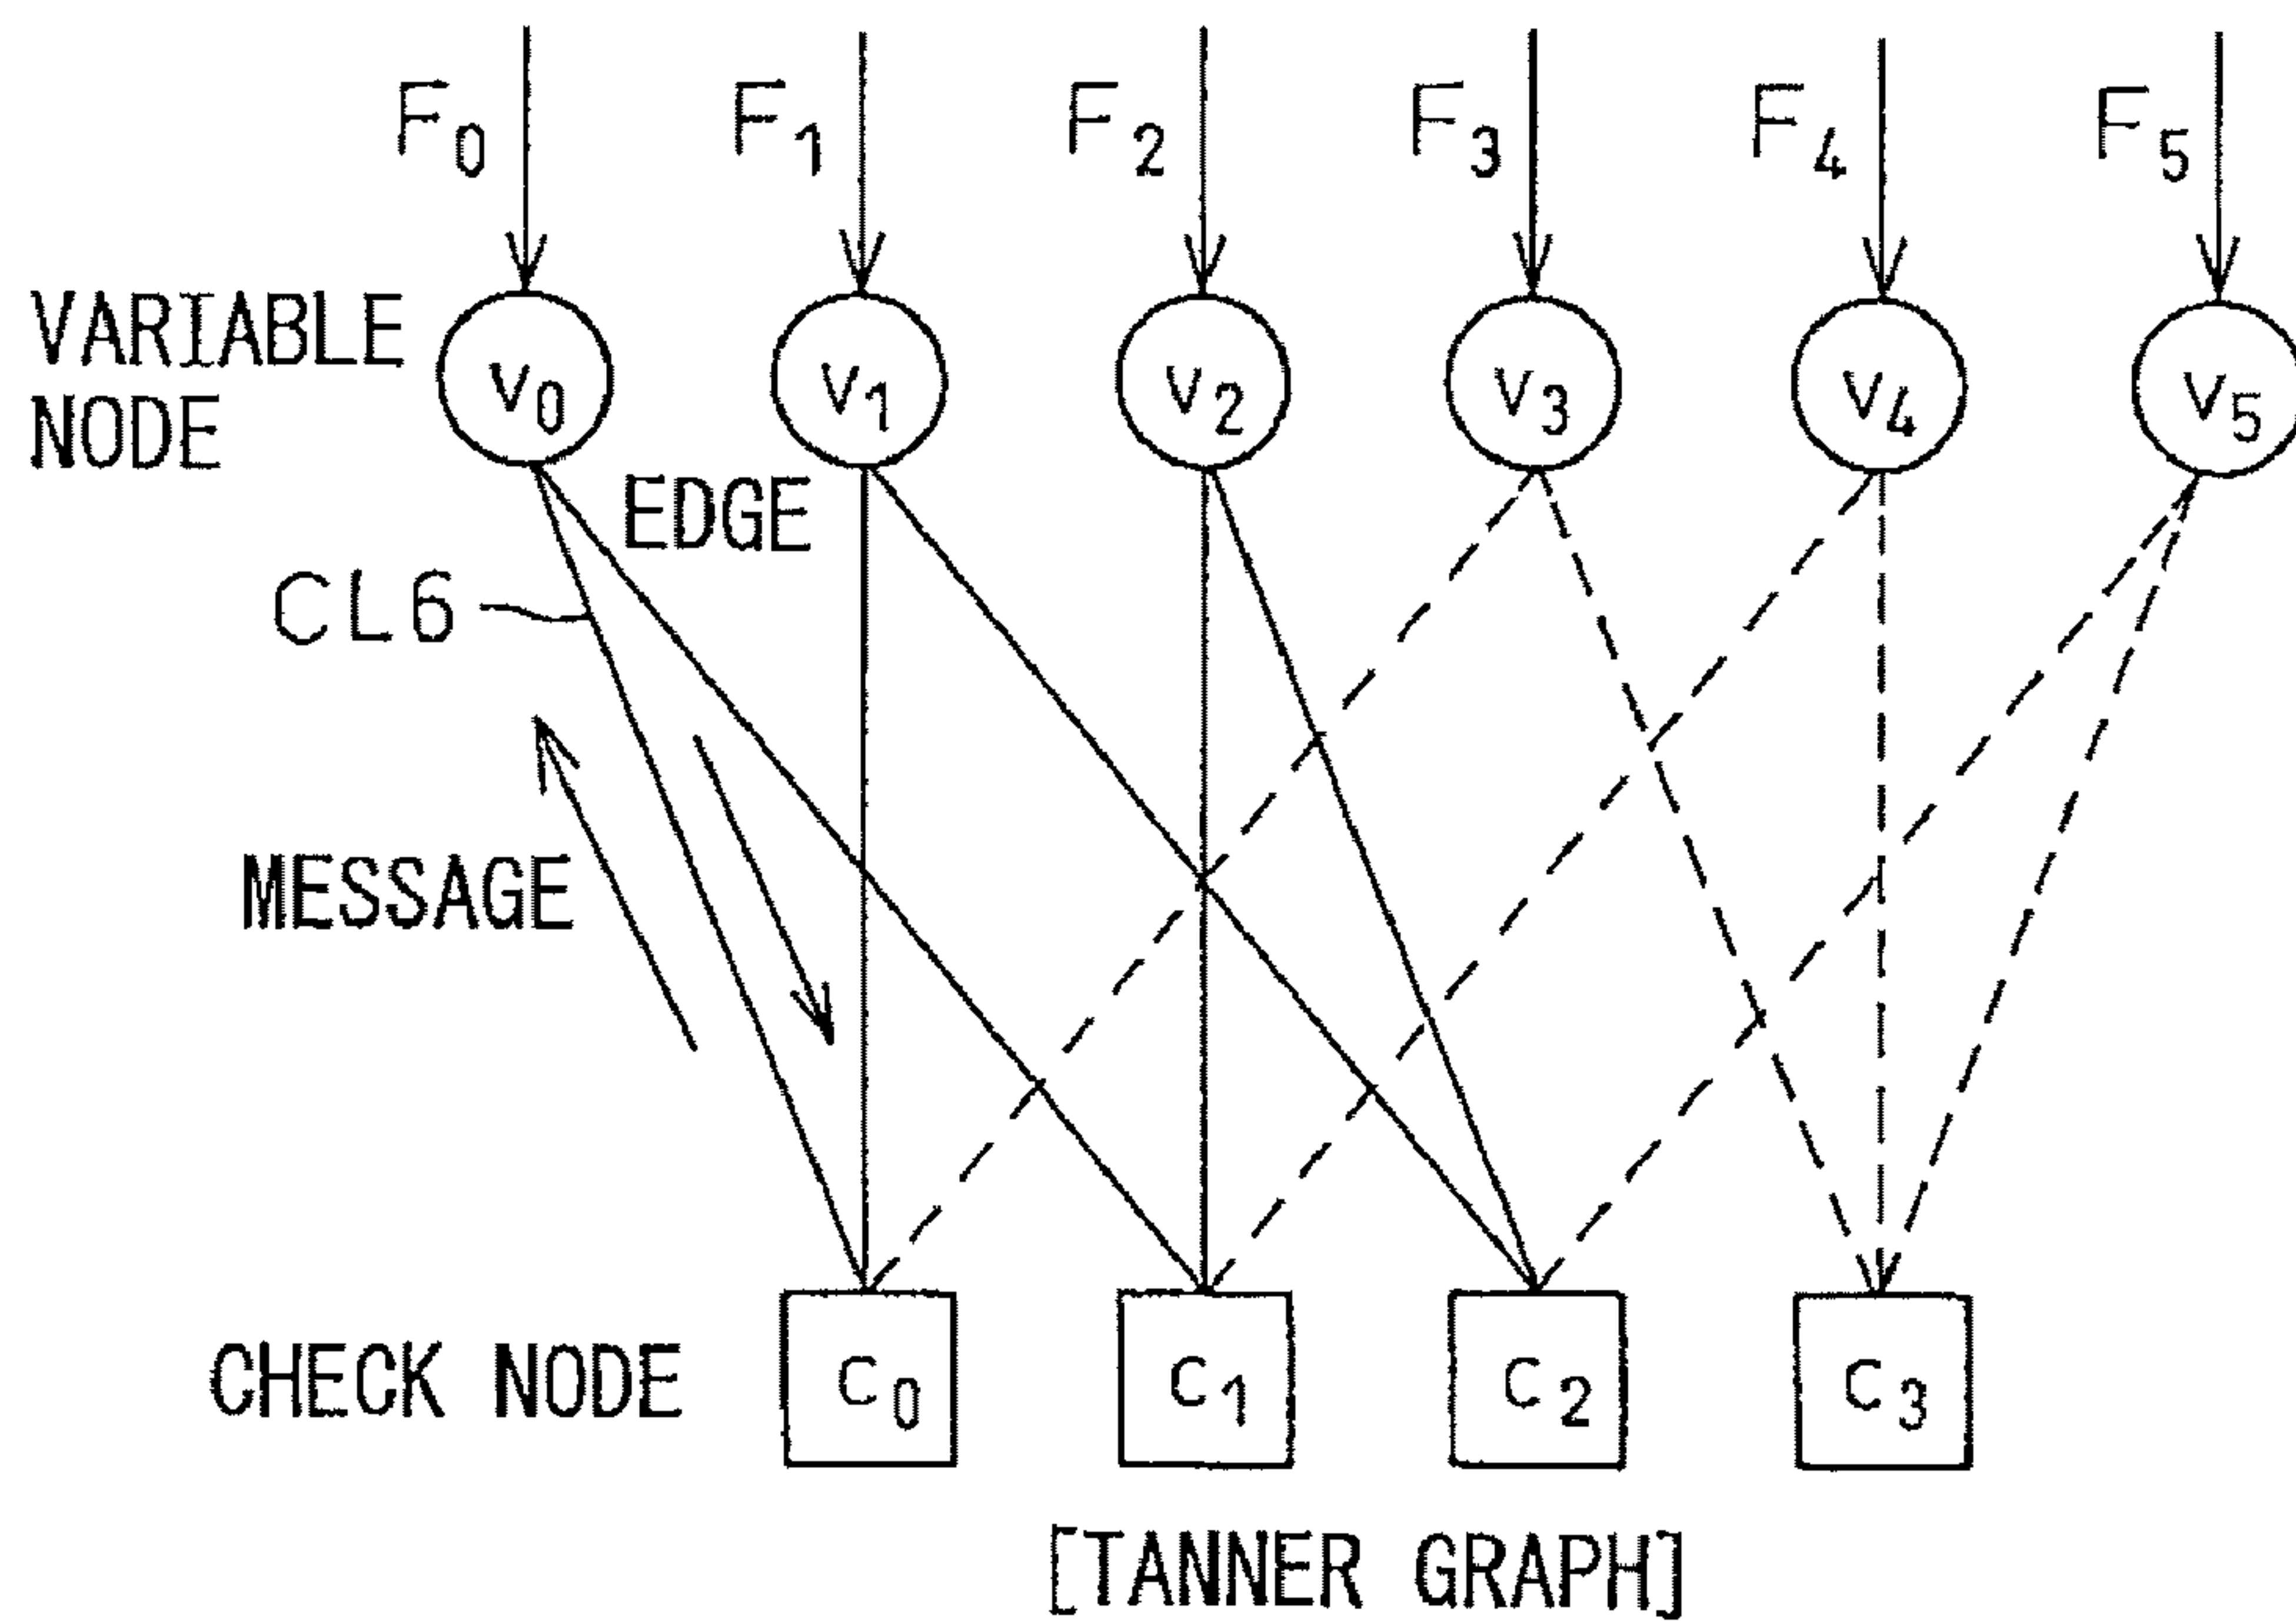 F0 F1 F2 F3 F4 F5
VARIABLE
NODE
v0 v1 v2 v3 v4 v5
EDGE
CL6
MESSAGE
CHECK NODE
c0 c1 c2 c3
[TANNER GRAPH]